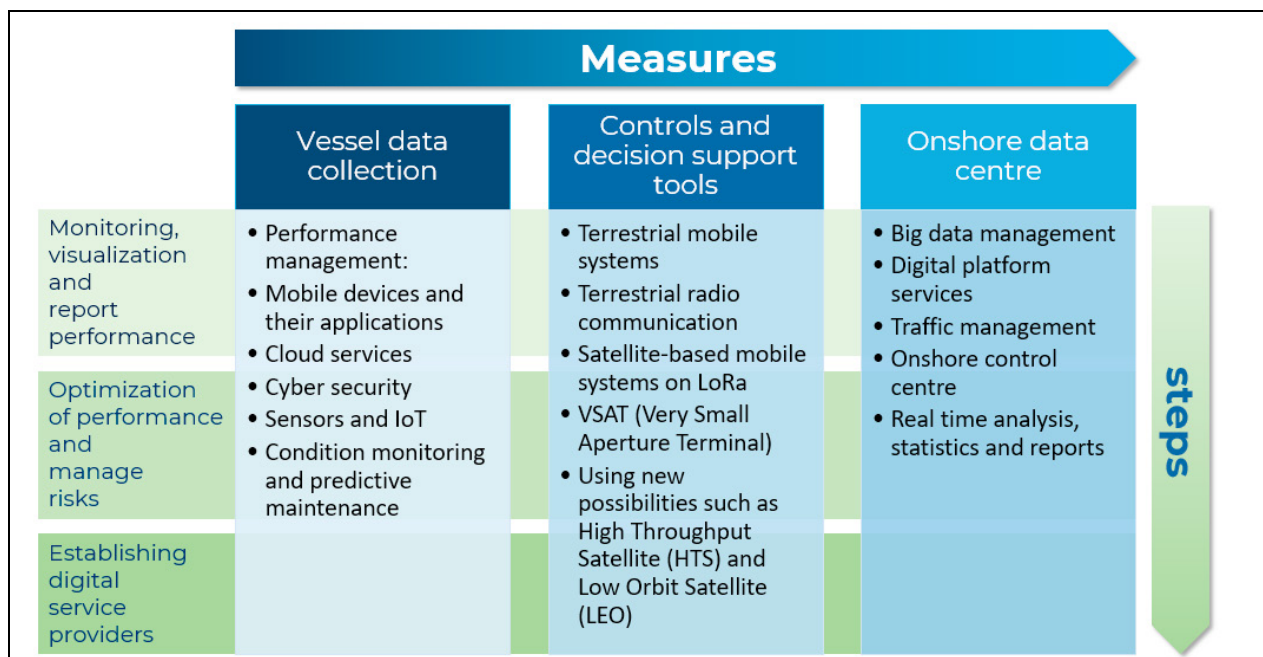 Measures
Vessel data
collection
Controls and
decision support
tools
Onshore data
centre
Monitoring,
visualization
and
report
performance
Optimization
of performance
and
manage
risks
Establishing
digital
service
providers
• Performance
management:
• Mobile devices and
their applications
• Cloud services
• Cyber security
• Sensors and IoT
• Condition monitoring
and predictive
maintenance
• Terrestrial mobile
systems
• Terrestrial radio
communication
• Satellite-based mobile
systems on LoRa
• VSAT (Very Small
Aperture Terminal)
• Using new
possibilities such as
High Throughput
Satellite (HTS) and
Low Orbit Satellite
(LEO)
• Big data management
• Digital platform
services
• Traffic management
• Onshore control
centre
• Real time analysis,
statistics and reports
steps